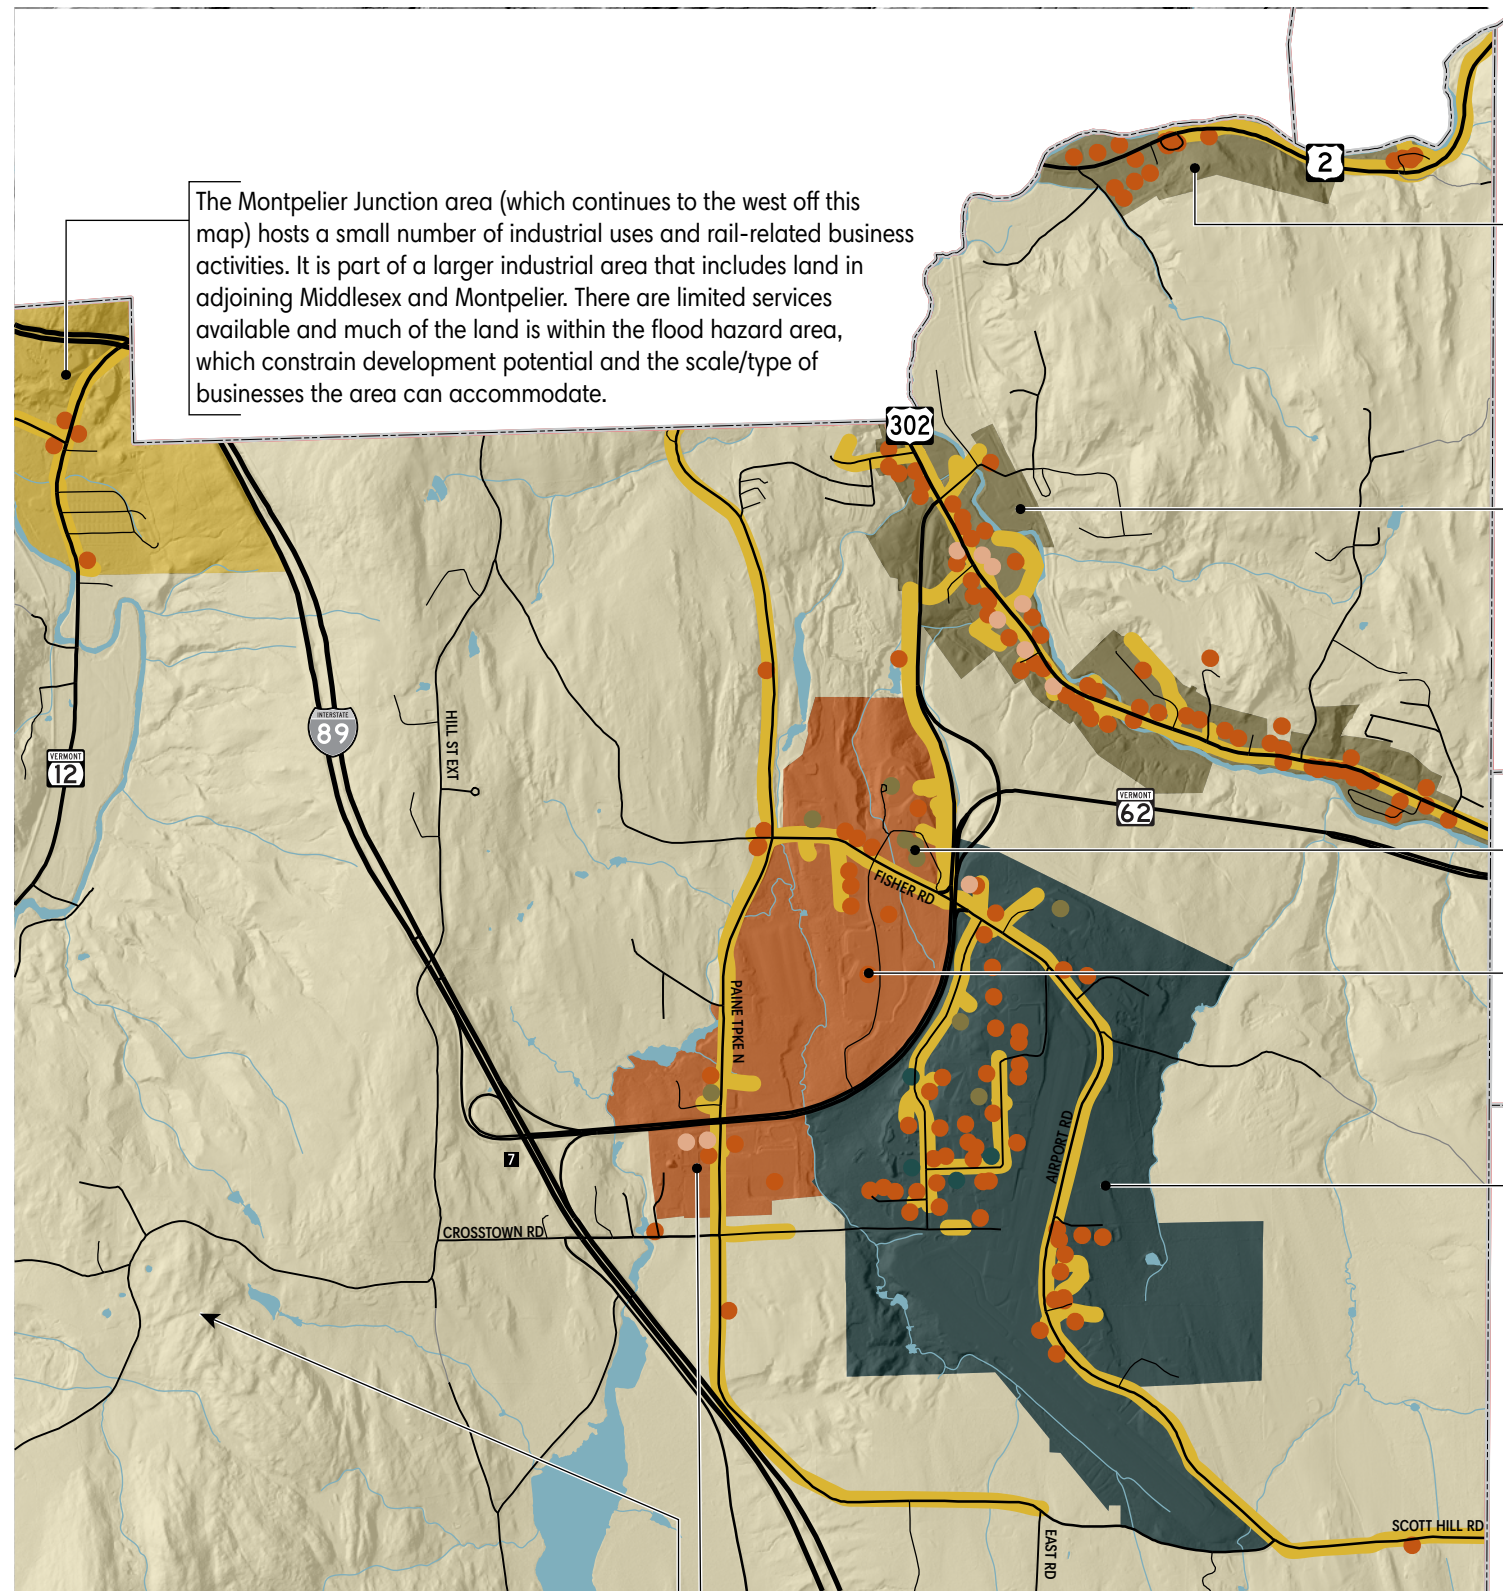 2
The Montpelier Junction area (which continues to the west off this
map) hosts a small number of industrial uses and rail-related business
activities. It is part of a larger industrial area that includes land in
adjoining Middlesex and Montpelier. There are limited services
available and much of the land is within the flood hazard area,
which constrain development potential and the scale/type of
businesses the area can accommodate.
302
INTERSTATE
89
HILL ST EXT
VERMONT
12
VERMONT
62
FISHER RD
PAINE TPKE N
AIRPORT RD
7
CROSSTOWN RD
SCOTT HILL RD
EAST RD